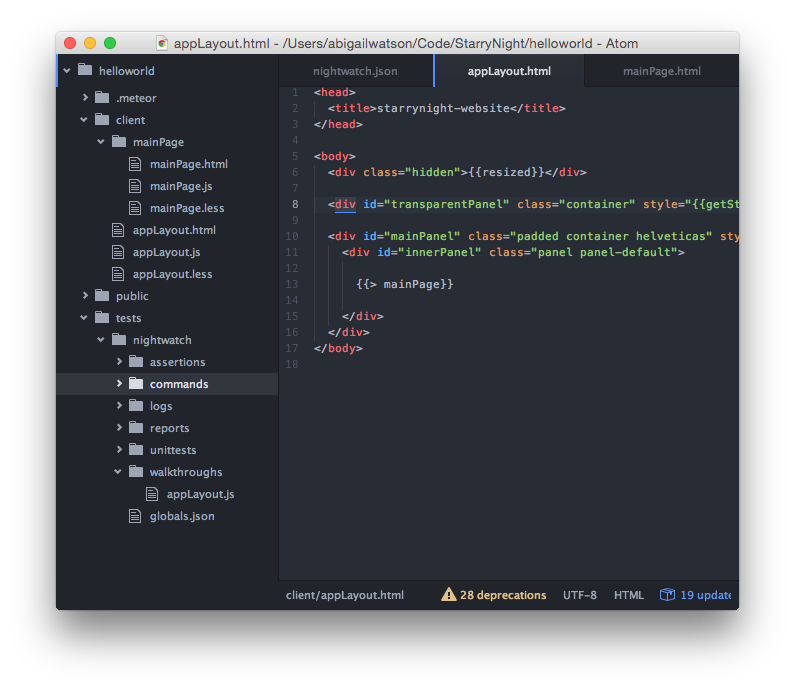 appLayout.html - /Users/abigailwatson/Code/StarryNight/helloworld - Atom
helloworld
.meteor
client
mainPage
mainPage.html
mainPage.js
mainPage.less
appLayout.html
appLayout.js
appLayout.less
public
tests
nightwatch
assertions
commands
logs
reports
unittests
walkthroughs
appLayout.js
globals.json
nightwatch.json appLayout.html mainPage.html
1 <head>
2 <title>starrynight-website</title>
3 </head>
4
5 <body>
6 <div class="hidden">{{resized}}</div>
7
8 <div id="transparentPanel" class="container" style="{{getSt
9
10 <div id="mainPanel" class="padded container helveticas" sty
11 <div id="innerPanel" class="panel panel-default">
12
13 {{> mainPage}}
14
15 </div>
16 </div>
17 </body>
18
client/appLayout.html 28 deprecations UTF-8 HTML 19 update